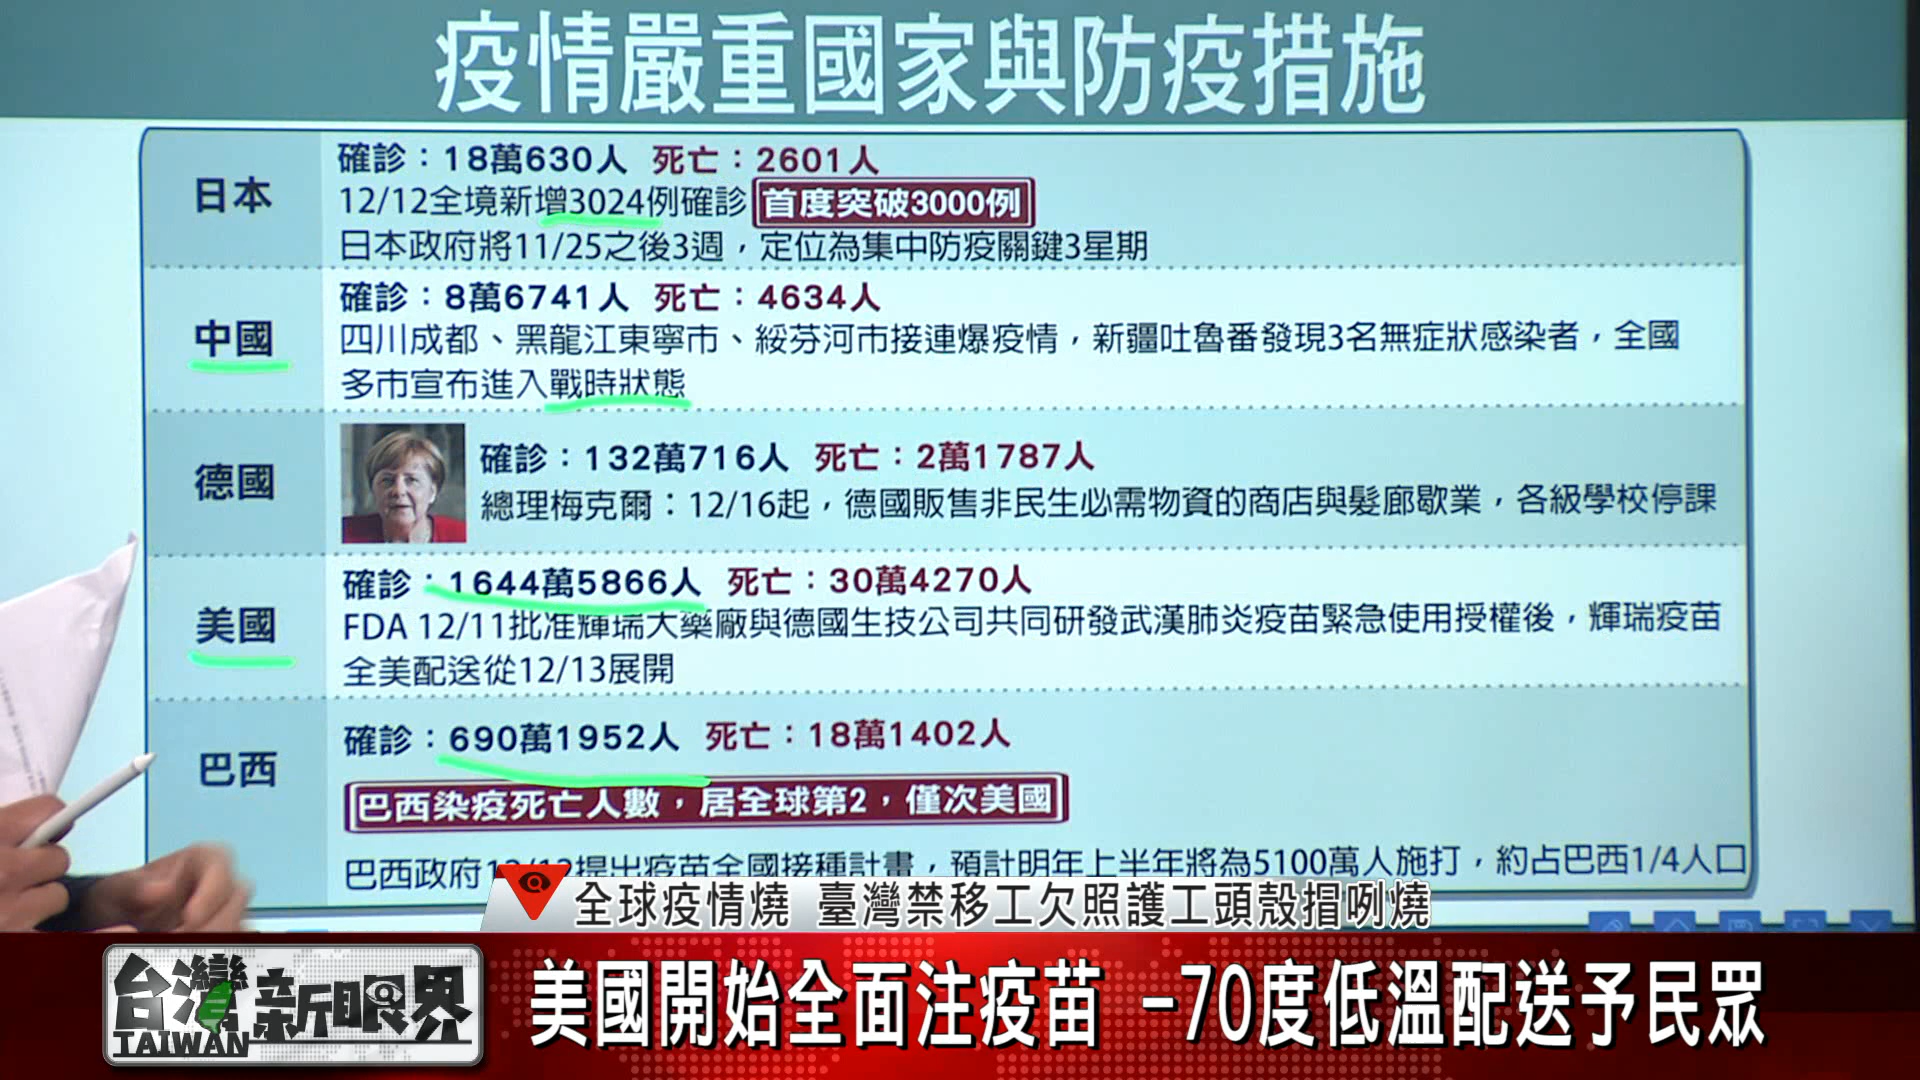 疫情嚴重國家與防疫措施
日本
確診：18萬630人 死亡：2601人
12/12全境新增3024例確診 首度突破3000例
日本政府將11/25之後3週，定位為集中防疫關鍵3星期
中國
確診：8萬6741人 死亡：4634人
四川成都、黑龍江東寧市、綏芬河市接連爆疫情，新疆吐魯番發現3名無症狀感染者，全國
多市宣布進入戰時狀態
德國
確診：132萬716人 死亡：2萬1787人
總理梅克爾：12/16起，德國販售非民生必需物資的商店與髮廊歇業，各級學校停課
美國
確診：1644萬5866人 死亡：30萬4270人
FDA 12/11批准輝瑞大藥廠與德國生技公司共同研發武漢肺炎疫苗緊急使用授權後，輝瑞疫苗
全美配送從12/13展開
巴西
確診：690萬1952人 死亡：18萬1402人
巴西染疫死亡人數，居全球第2，僅次美國
巴西政府12/12提出疫苗全國接種計畫，預計明年上半年將為5100萬人施打，約占巴西1/4人口
全球疫情燒 臺灣禁移工欠照護工頭殼揹咧燒
台灣新眼界
TAIWAN
美國開始全面注疫苗 -70度低溫配送予民眾